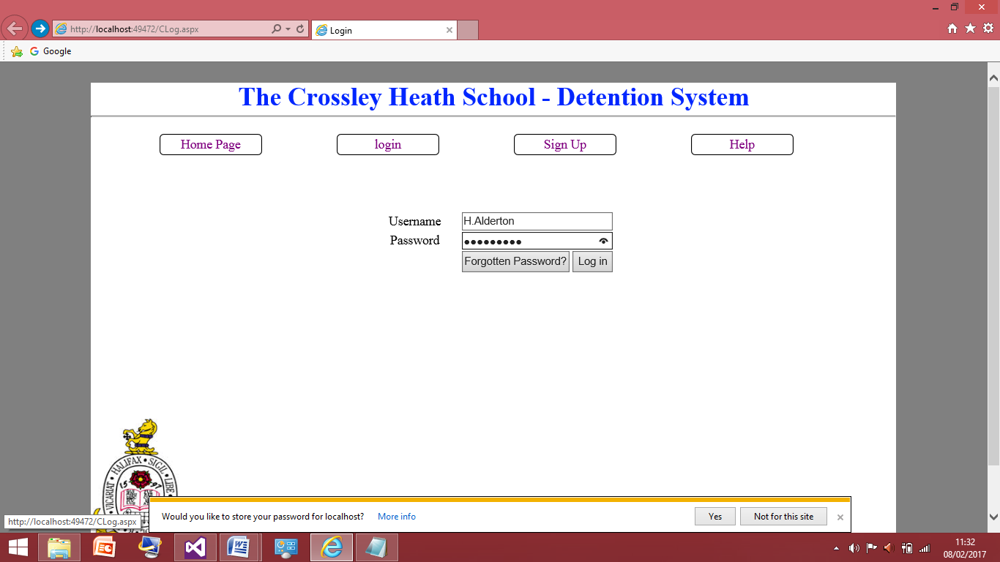 http://localhost:49472/CLog.aspx
Login
Google
The Crossley Heath School - Detention System
Home Page login Sign Up Help
Username H.Alderton
Password
Forgotten Password? Log in
VICARIAT • HALIFAX • SIGIL • LIBE
1597
Would you like to store your password for localhost? More info Yes Not for this site
http://localhost:49472/CLog.aspx
11:32
08/02/2017